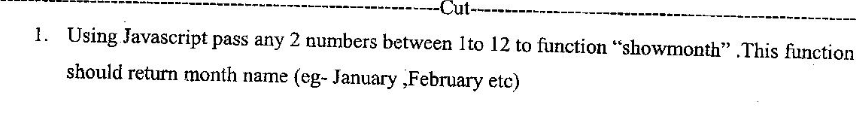 Cut
1. Using Javascript pass any 2 numbers between 1to 12 to function “showmonth” .This function
should return month name (eg- January ,February etc)